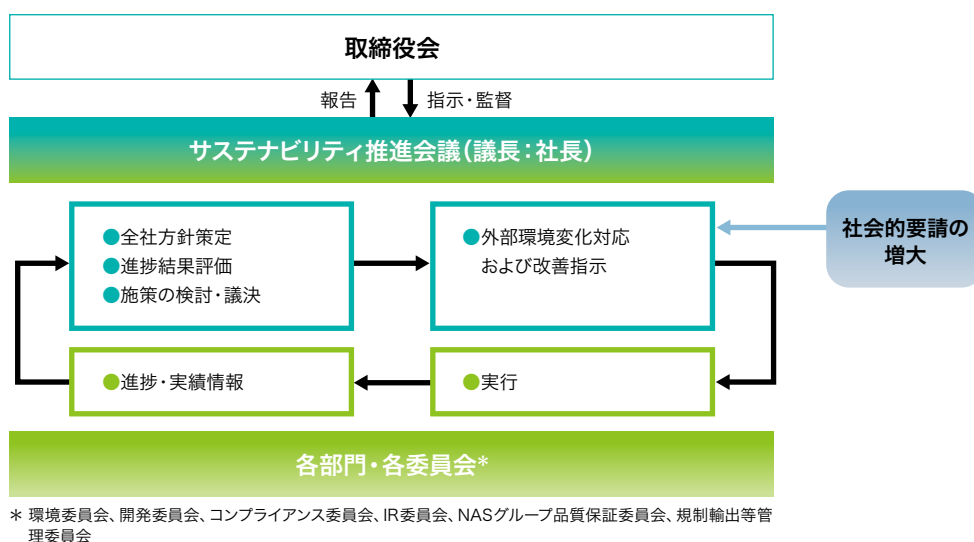 取締役会
報告 指示・監督
サステナビリティ推進会議(議長:社長)
●全社方針策定
●進捗結果評価
●施策の検討・議決
●外部環境変化対応
および改善指示
社会的要請の
増大
●進捗・実績情報
●実行
各部門・各委員会*
* 環境委員会、開発委員会、コンプライアンス委員会、IR委員会、NASグループ品質保証委員会、規制輸出等管
理委員会